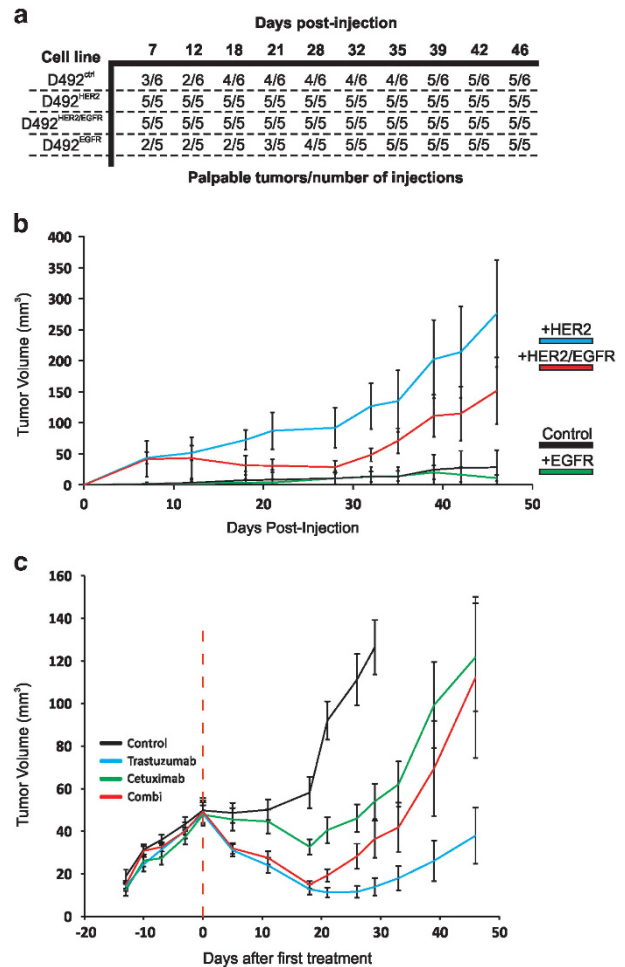 a
Days post-injection
Cell line 7 12 18 21 28 32 35 39 42 46
D492ctrl 3/6 2/6 4/6 4/6 4/6 4/6 4/6 5/6 5/6 5/6
D492HER2 5/5 5/5 5/5 5/5 5/5 5/5 5/5 5/5 5/5 5/5
D492HER2/EGFR 5/5 5/5 5/5 5/5 5/5 5/5 5/5 5/5 5/5 5/5
D492EGFR 2/5 2/5 2/5 3/5 4/5 5/5 5/5 5/5 5/5 5/5
Palpable tumors/number of injections
b
400
350
300
250
200
150
100
50
0
Tumor Volume (mm³)
0 10 20 30 40 50
Days Post-Injection
+HER2
+HER2/EGFR
Control
+EGFR
c
160
140
120
100
80
60
40
20
0
Tumor Volume (mm³)
Control
Trastuzumab
Cetuximab
Combi
-20 -10 0 10 20 30 40 50
Days after first treatment